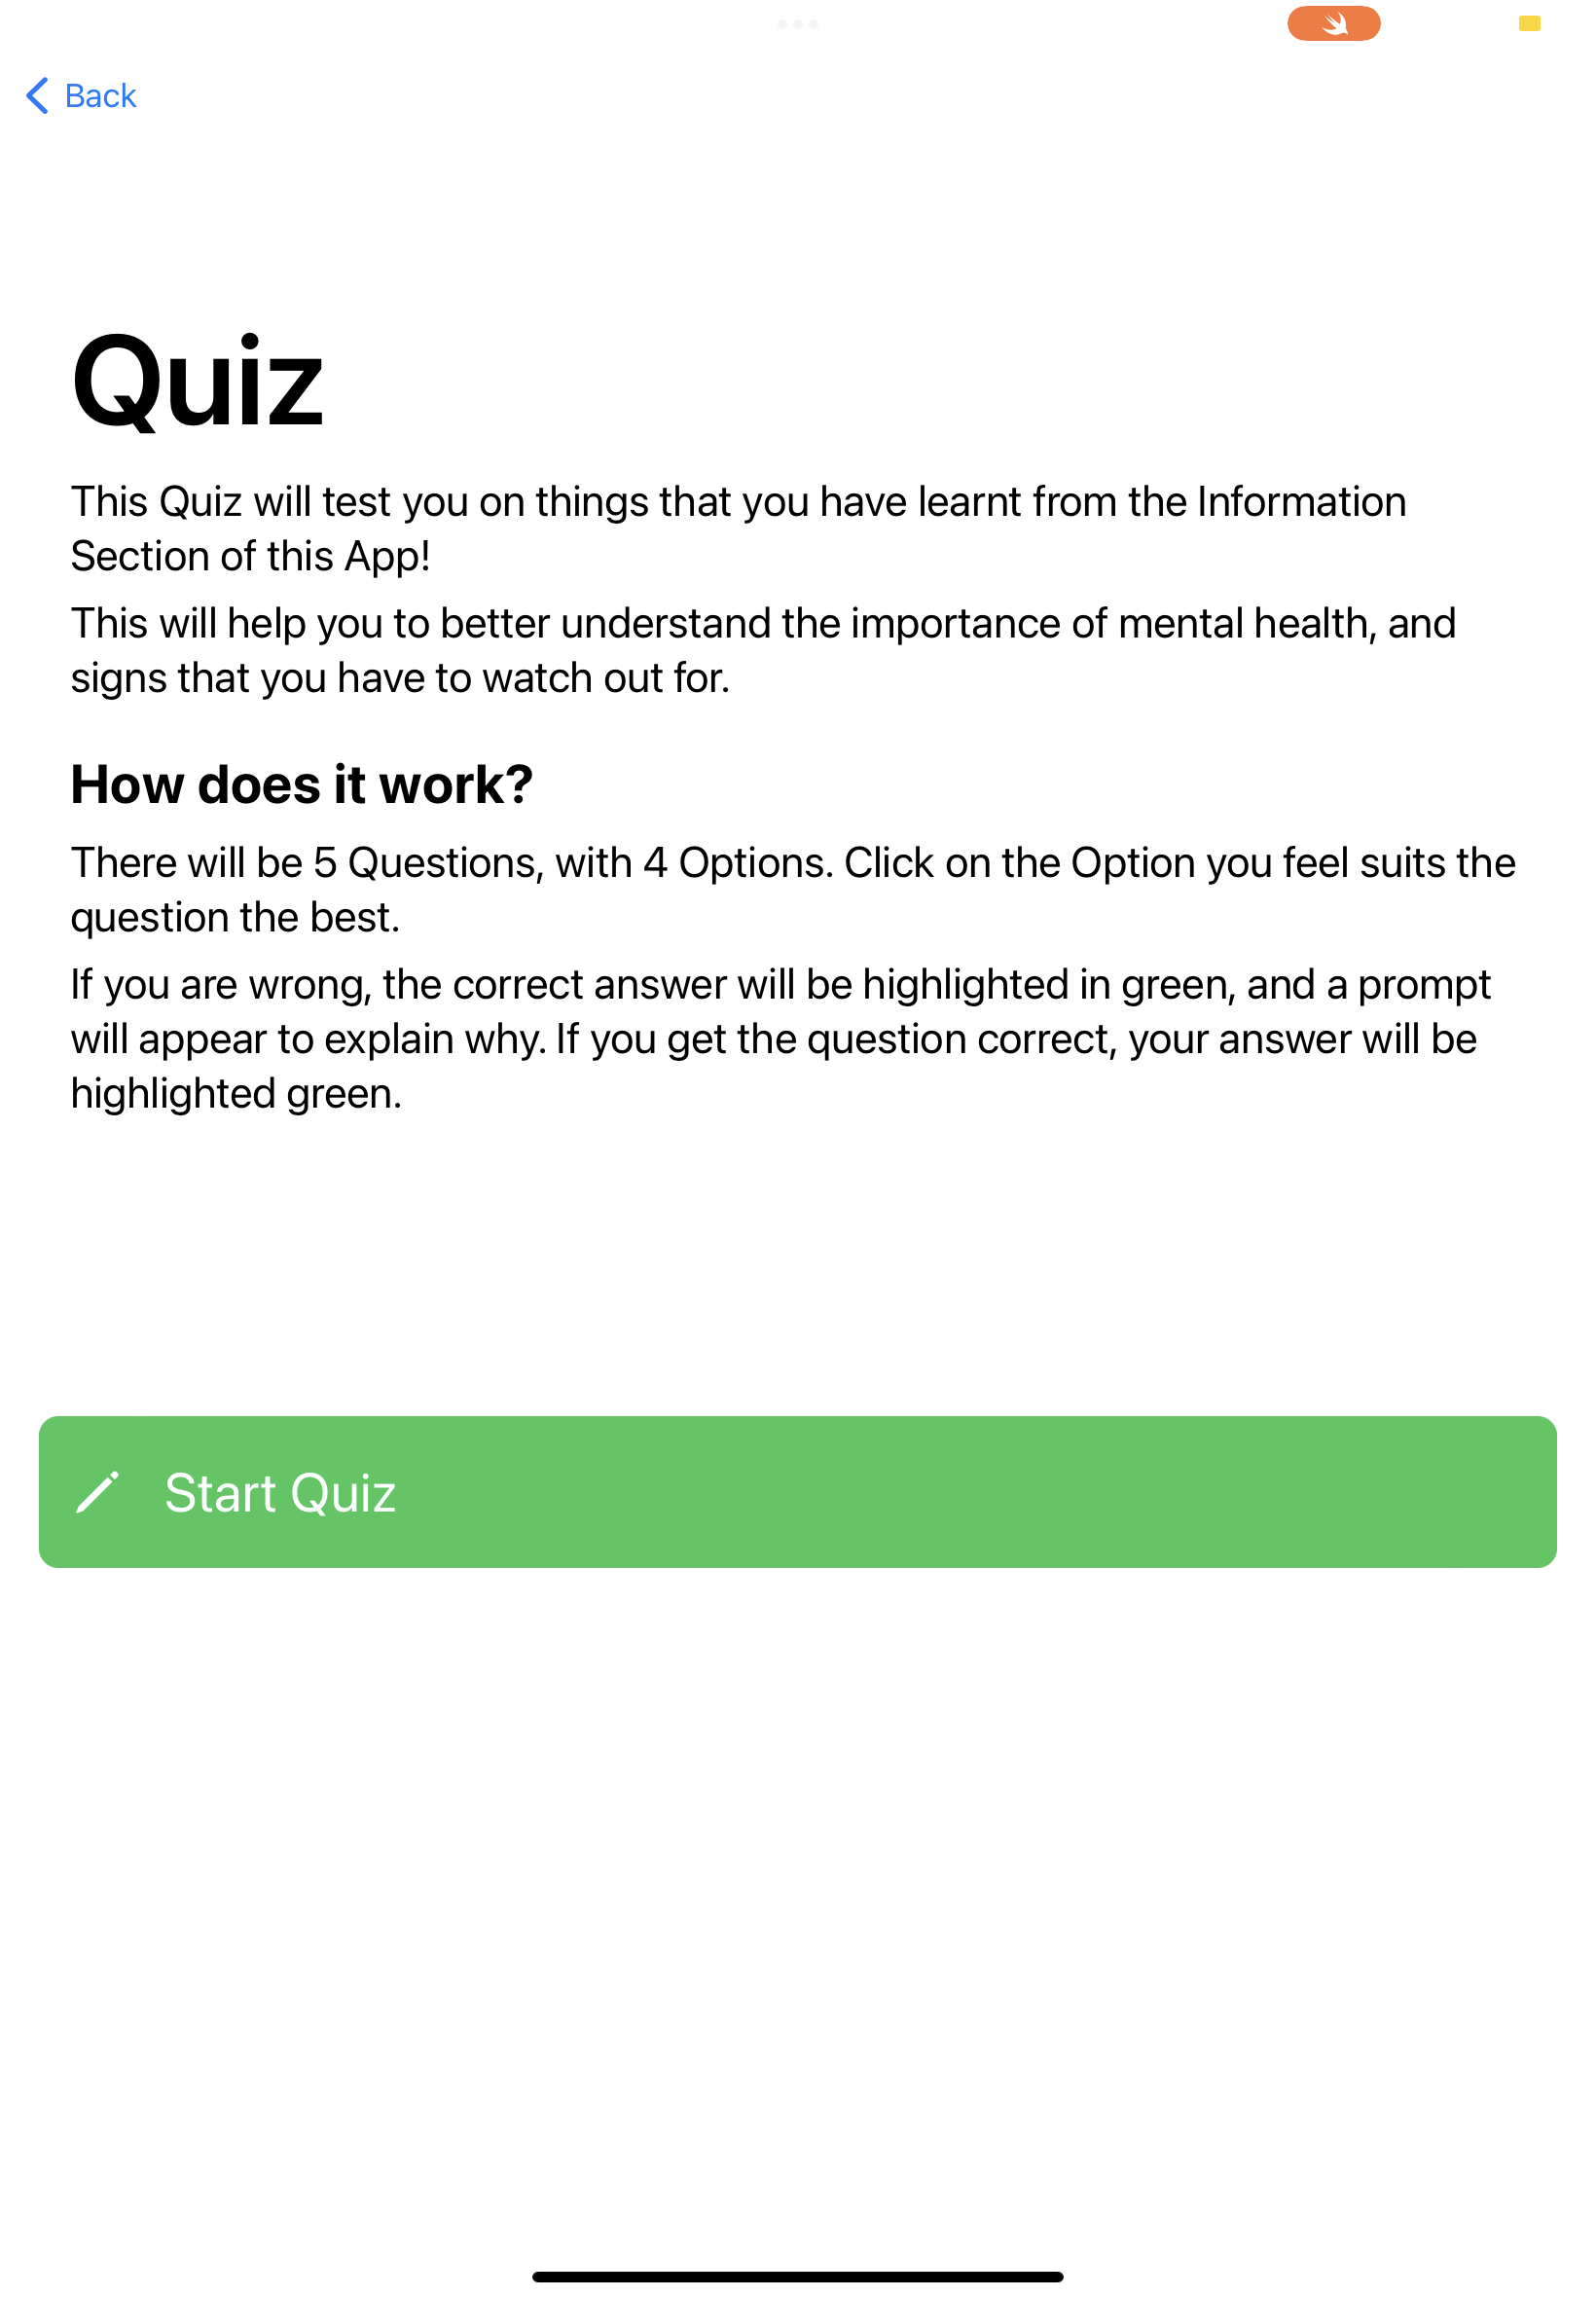 Back
Quiz
This Quiz will test you on things that you have learnt from the Information
Section of this App!
This will help you to better understand the importance of mental health, and
signs that you have to watch out for.
How does it work?
There will be 5 Questions, with 4 Options. Click on the Option you feel suits the
question the best.
If you are wrong, the correct answer will be highlighted in green, and a prompt
will appear to explain why. If you get the question correct, your answer will be
highlighted green.
Start Quiz